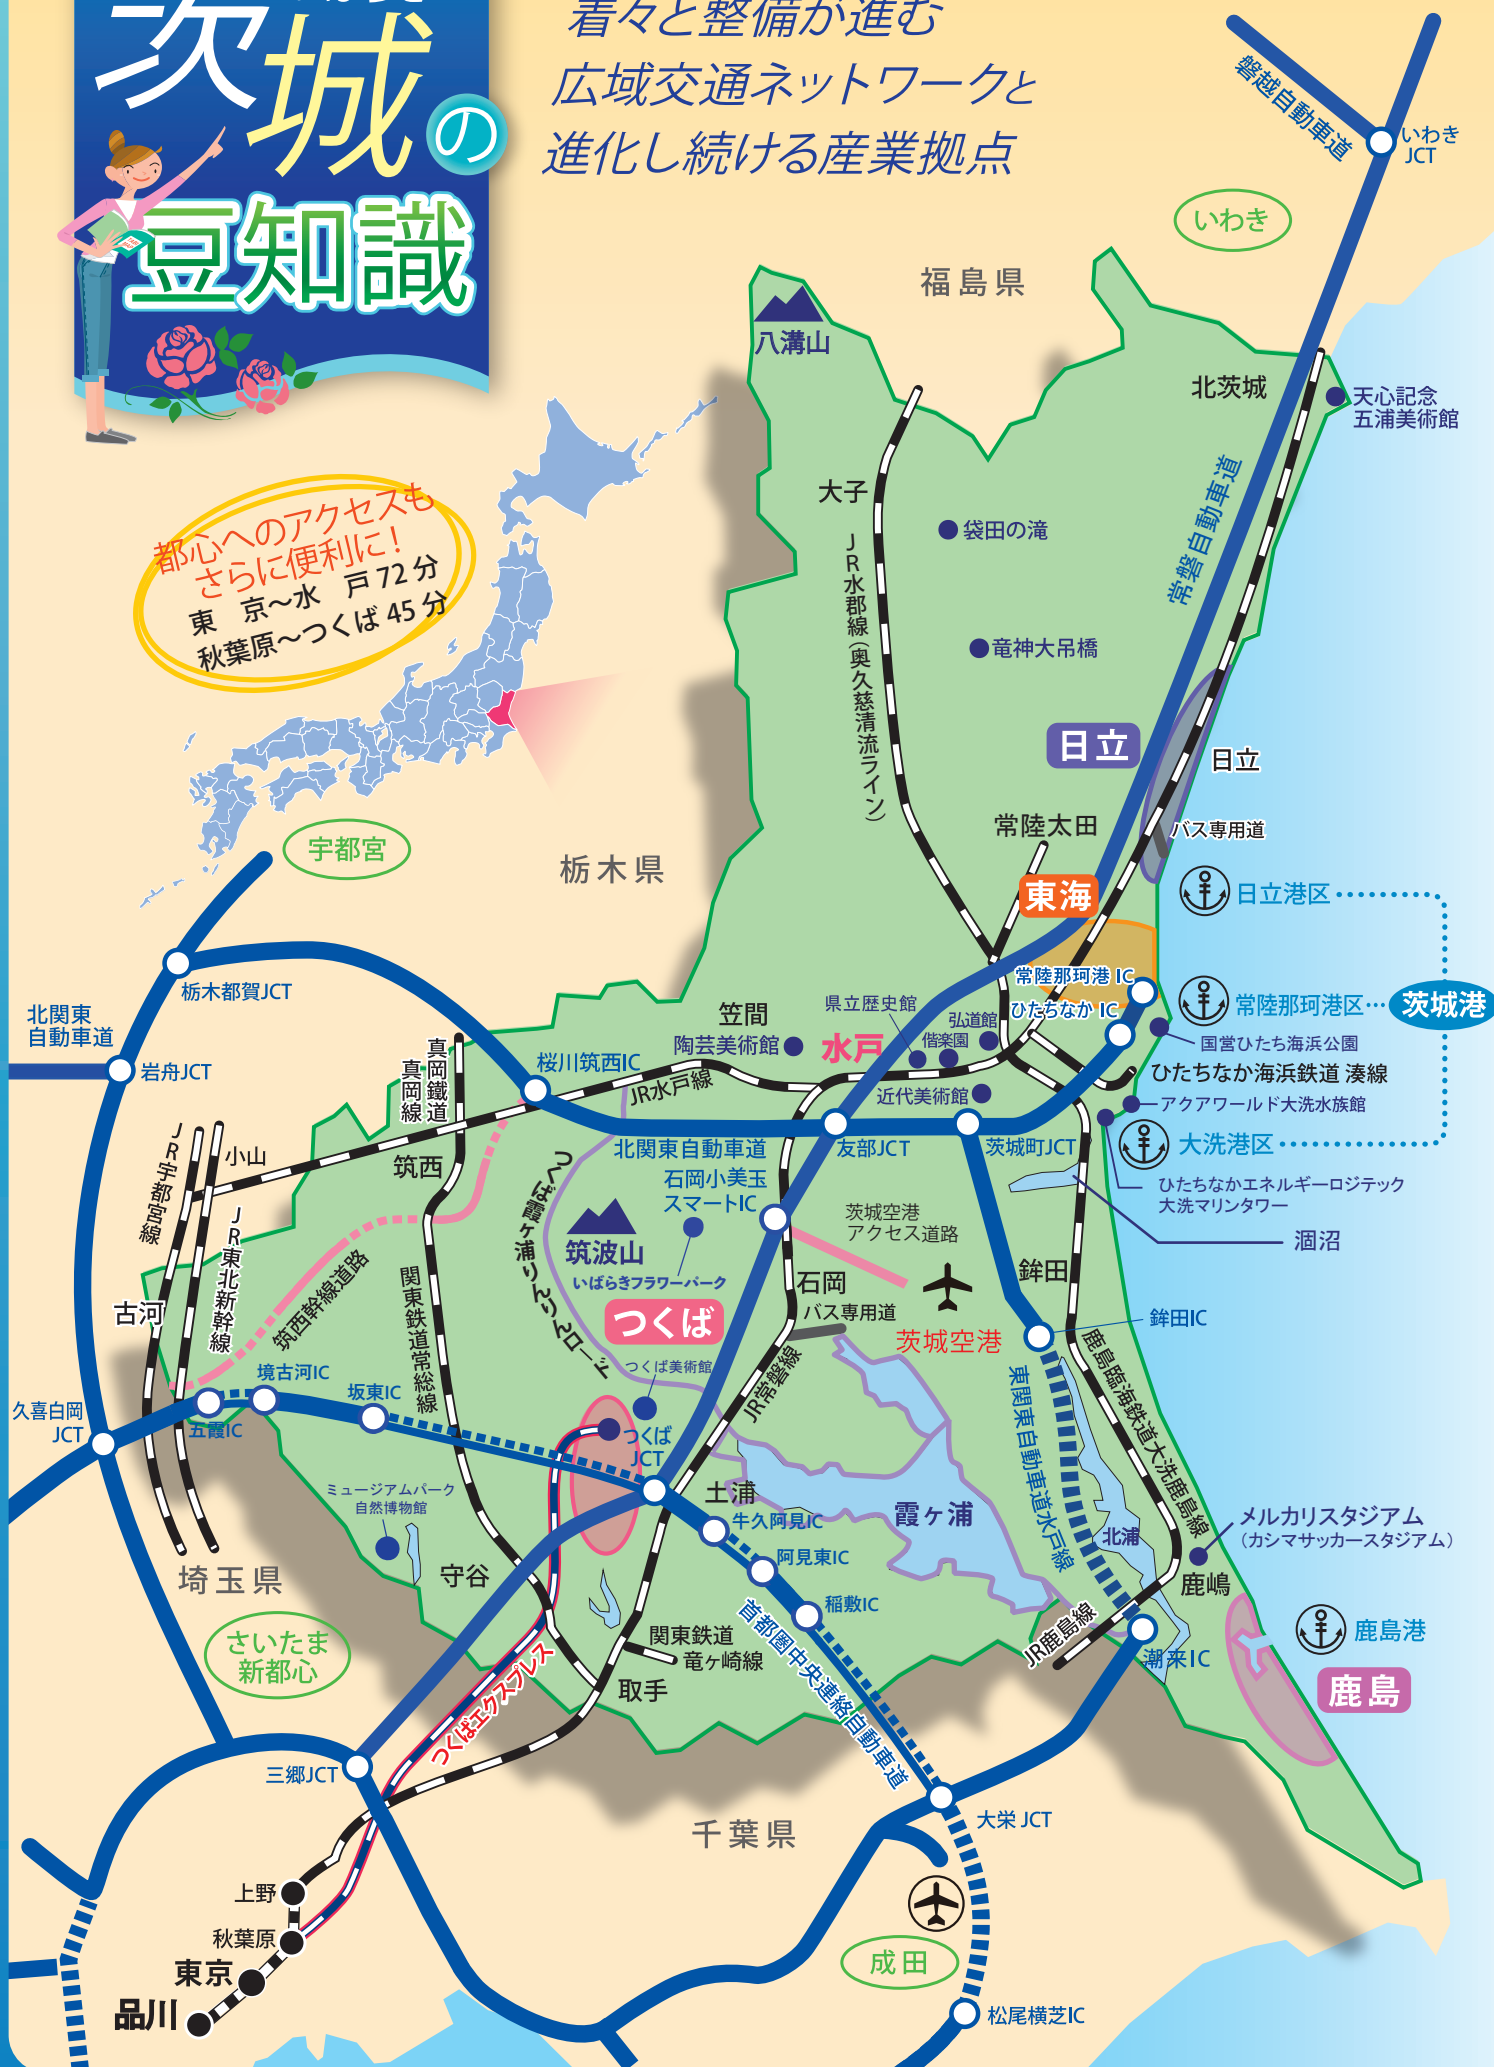 茨城の
豆知識
着々と整備が進む
広域交通ネットワークと
進化し続ける産業拠点
磐越自動車道
いわき
JCT
いわき
福島県
八溝山
北茨城
天心記念
五浦美術館
大子
袋田の滝
常磐自動車道
JR水郡線(奥久慈清流ライン)
竜神大吊橋
都心へのアクセスも
さらに便利に!
東 京〜水 戸72分
秋葉原〜つくば45分
日立
日立
バス専用道
常陸太田
宇都宮
栃木県
東海
日立港区
常陸那珂港IC
ひたちなかIC
常陸那珂港区
茨城港
栃木都賀JCT
北関東
自動車道
岩舟JCT
県立歴史館
弘道館
偕楽園
笠間
陶芸美術館
水戸
国営ひたち海浜公園
真岡鐵道
真岡線
桜川筑西IC
JR水戸線
近代美術館
ひたちなか海浜鉄道 湊線
アクアワールド大洗水族館
北関東自動車道
友部JCT
茨城町JCT
大洗港区
JR宇都宮線
小山
筑西
つくば霞ヶ浦りんりんロード
石岡小美玉
スマートIC
ひたちなかエネルギーロジテック
大洗マリンタワー
涸沼
JR東北新幹線
筑波山
いばらきフラワーパーク
茨城空港
アクセス道路
石岡
バス専用道
鉾田
鉾田IC
筑西幹線道路
関東鉄道常総線
古河
つくば
茨城空港
つくば美術館
JR常磐線
東関東自動車道水戸線
鹿島臨海鉄道大洗鹿島線
境古河IC
坂東IC
久喜白岡
JCT
五霞IC
つくば
JCT
ミュージアムパーク
自然博物館
土浦
牛久阿見IC
霞ヶ浦
北浦
メルカリスタジアム
(カシマサッカースタジアム)
阿見東IC
守谷
埼玉県
稲敷IC
鹿嶋
首都圏中央連絡自動車道
JR鹿島線
潮来IC
鹿島港
鹿島
さいたま
新都心
関東鉄道
竜ヶ崎線
取手
つくばエクスプレス
三郷JCT
千葉県
大栄JCT
上野
秋葉原
東京
品川
成田
松尾横芝IC